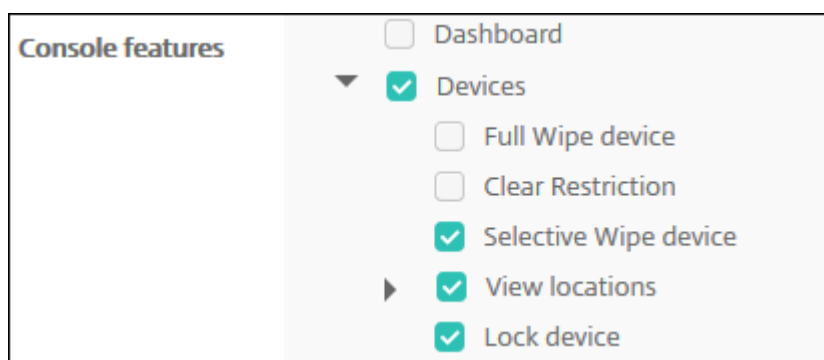 Console features
Dashboard
Devices
Full Wipe device
Clear Restriction
Selective Wipe device
View locations
Lock device